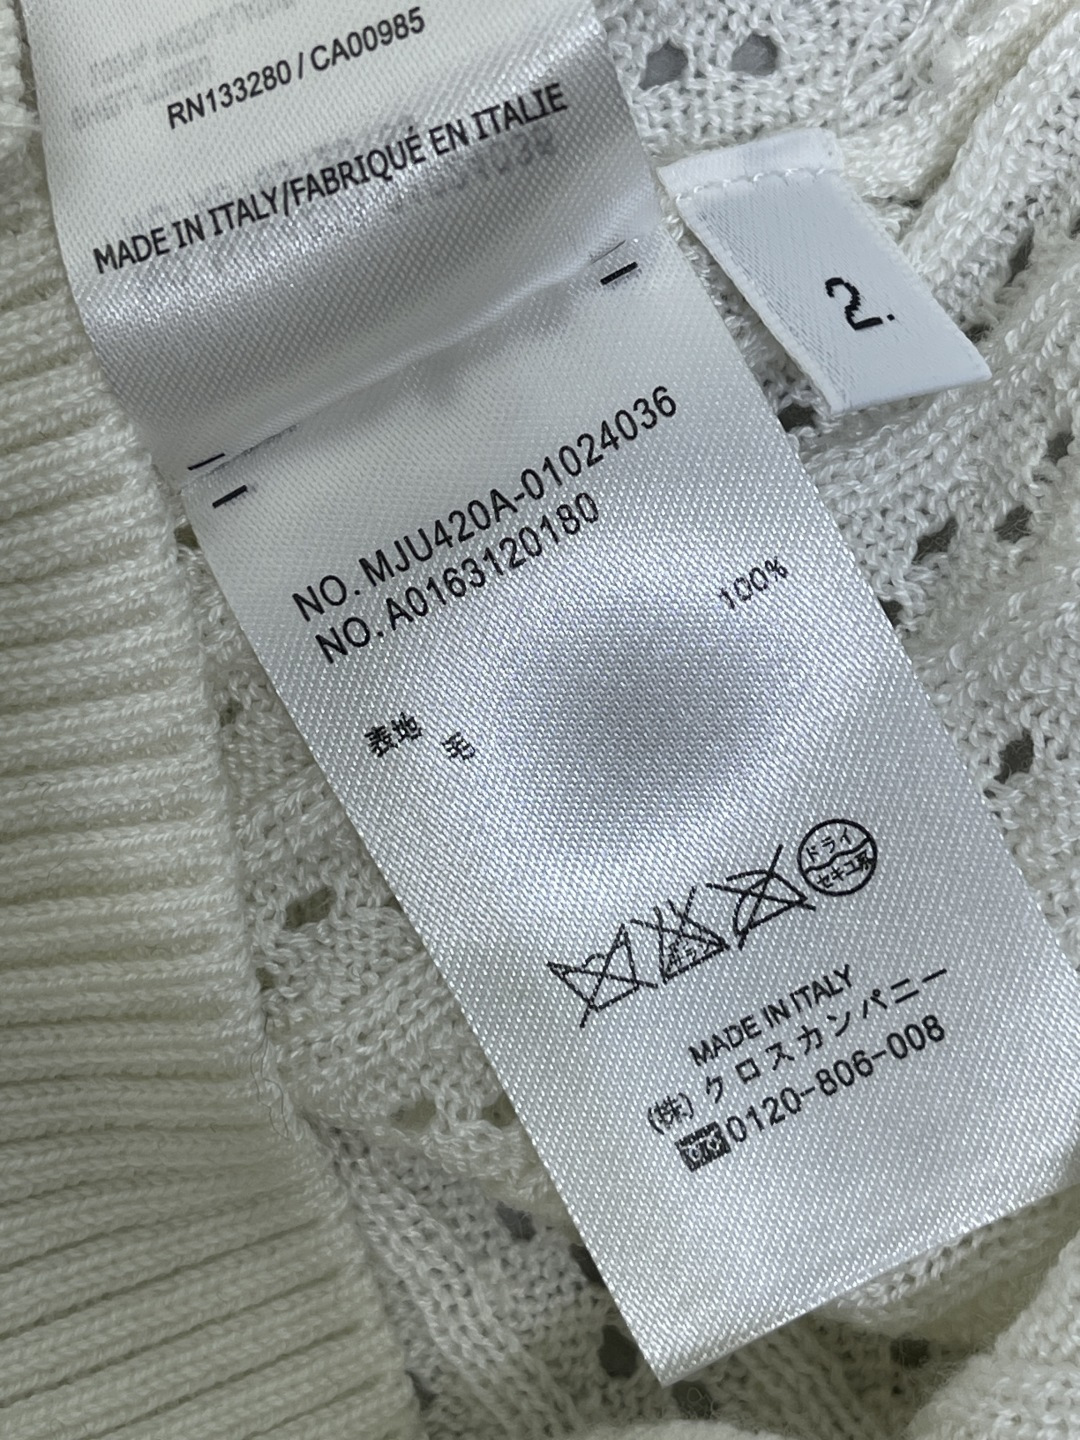 RN133280 / CA00985
MADE IN ITALY/FABRIQUÉ EN ITALIE
2.
NO. MJU420A-01024036
NO. A0163120180
100%
表地 毛
ドライ
セキユ系
MADE IN ITALY
(株) クロスカンパニー
0120-806-008